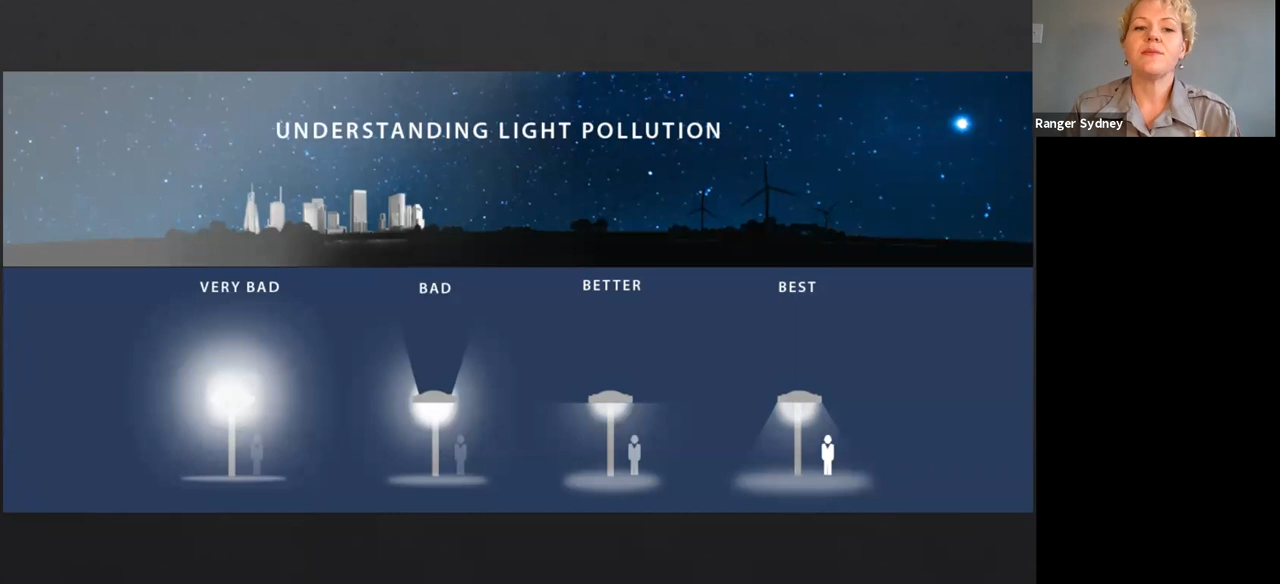 UNDERSTANDING LIGHT POLLUTION
Ranger Sydney
VERY BAD
BAD
BETTER
BEST